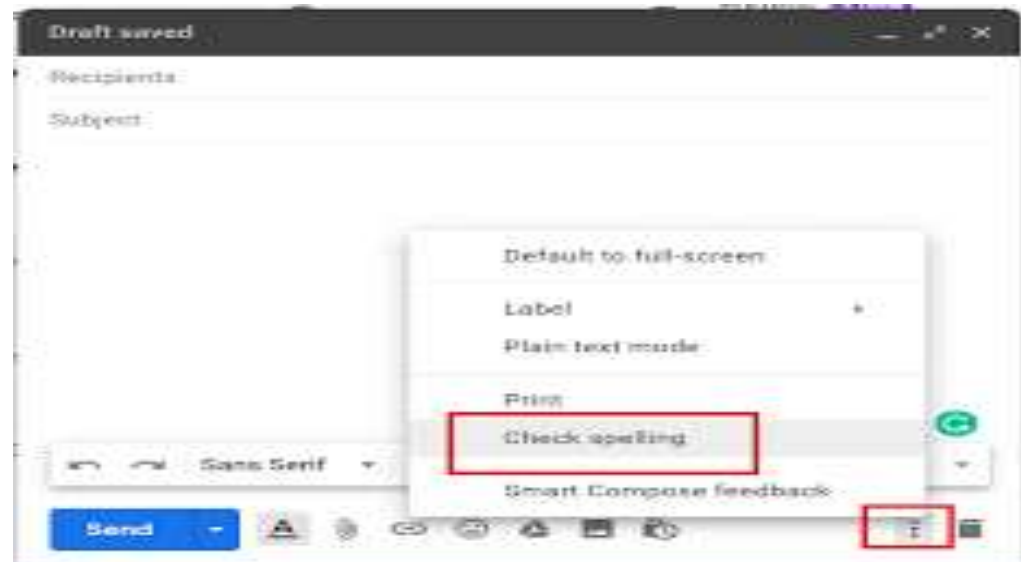 Draft saved
Recipients
Subject
Default to full-screen
Label
Plain text mode
Print
Check spelling
Sans Serif
Smart Compose feedback
Send